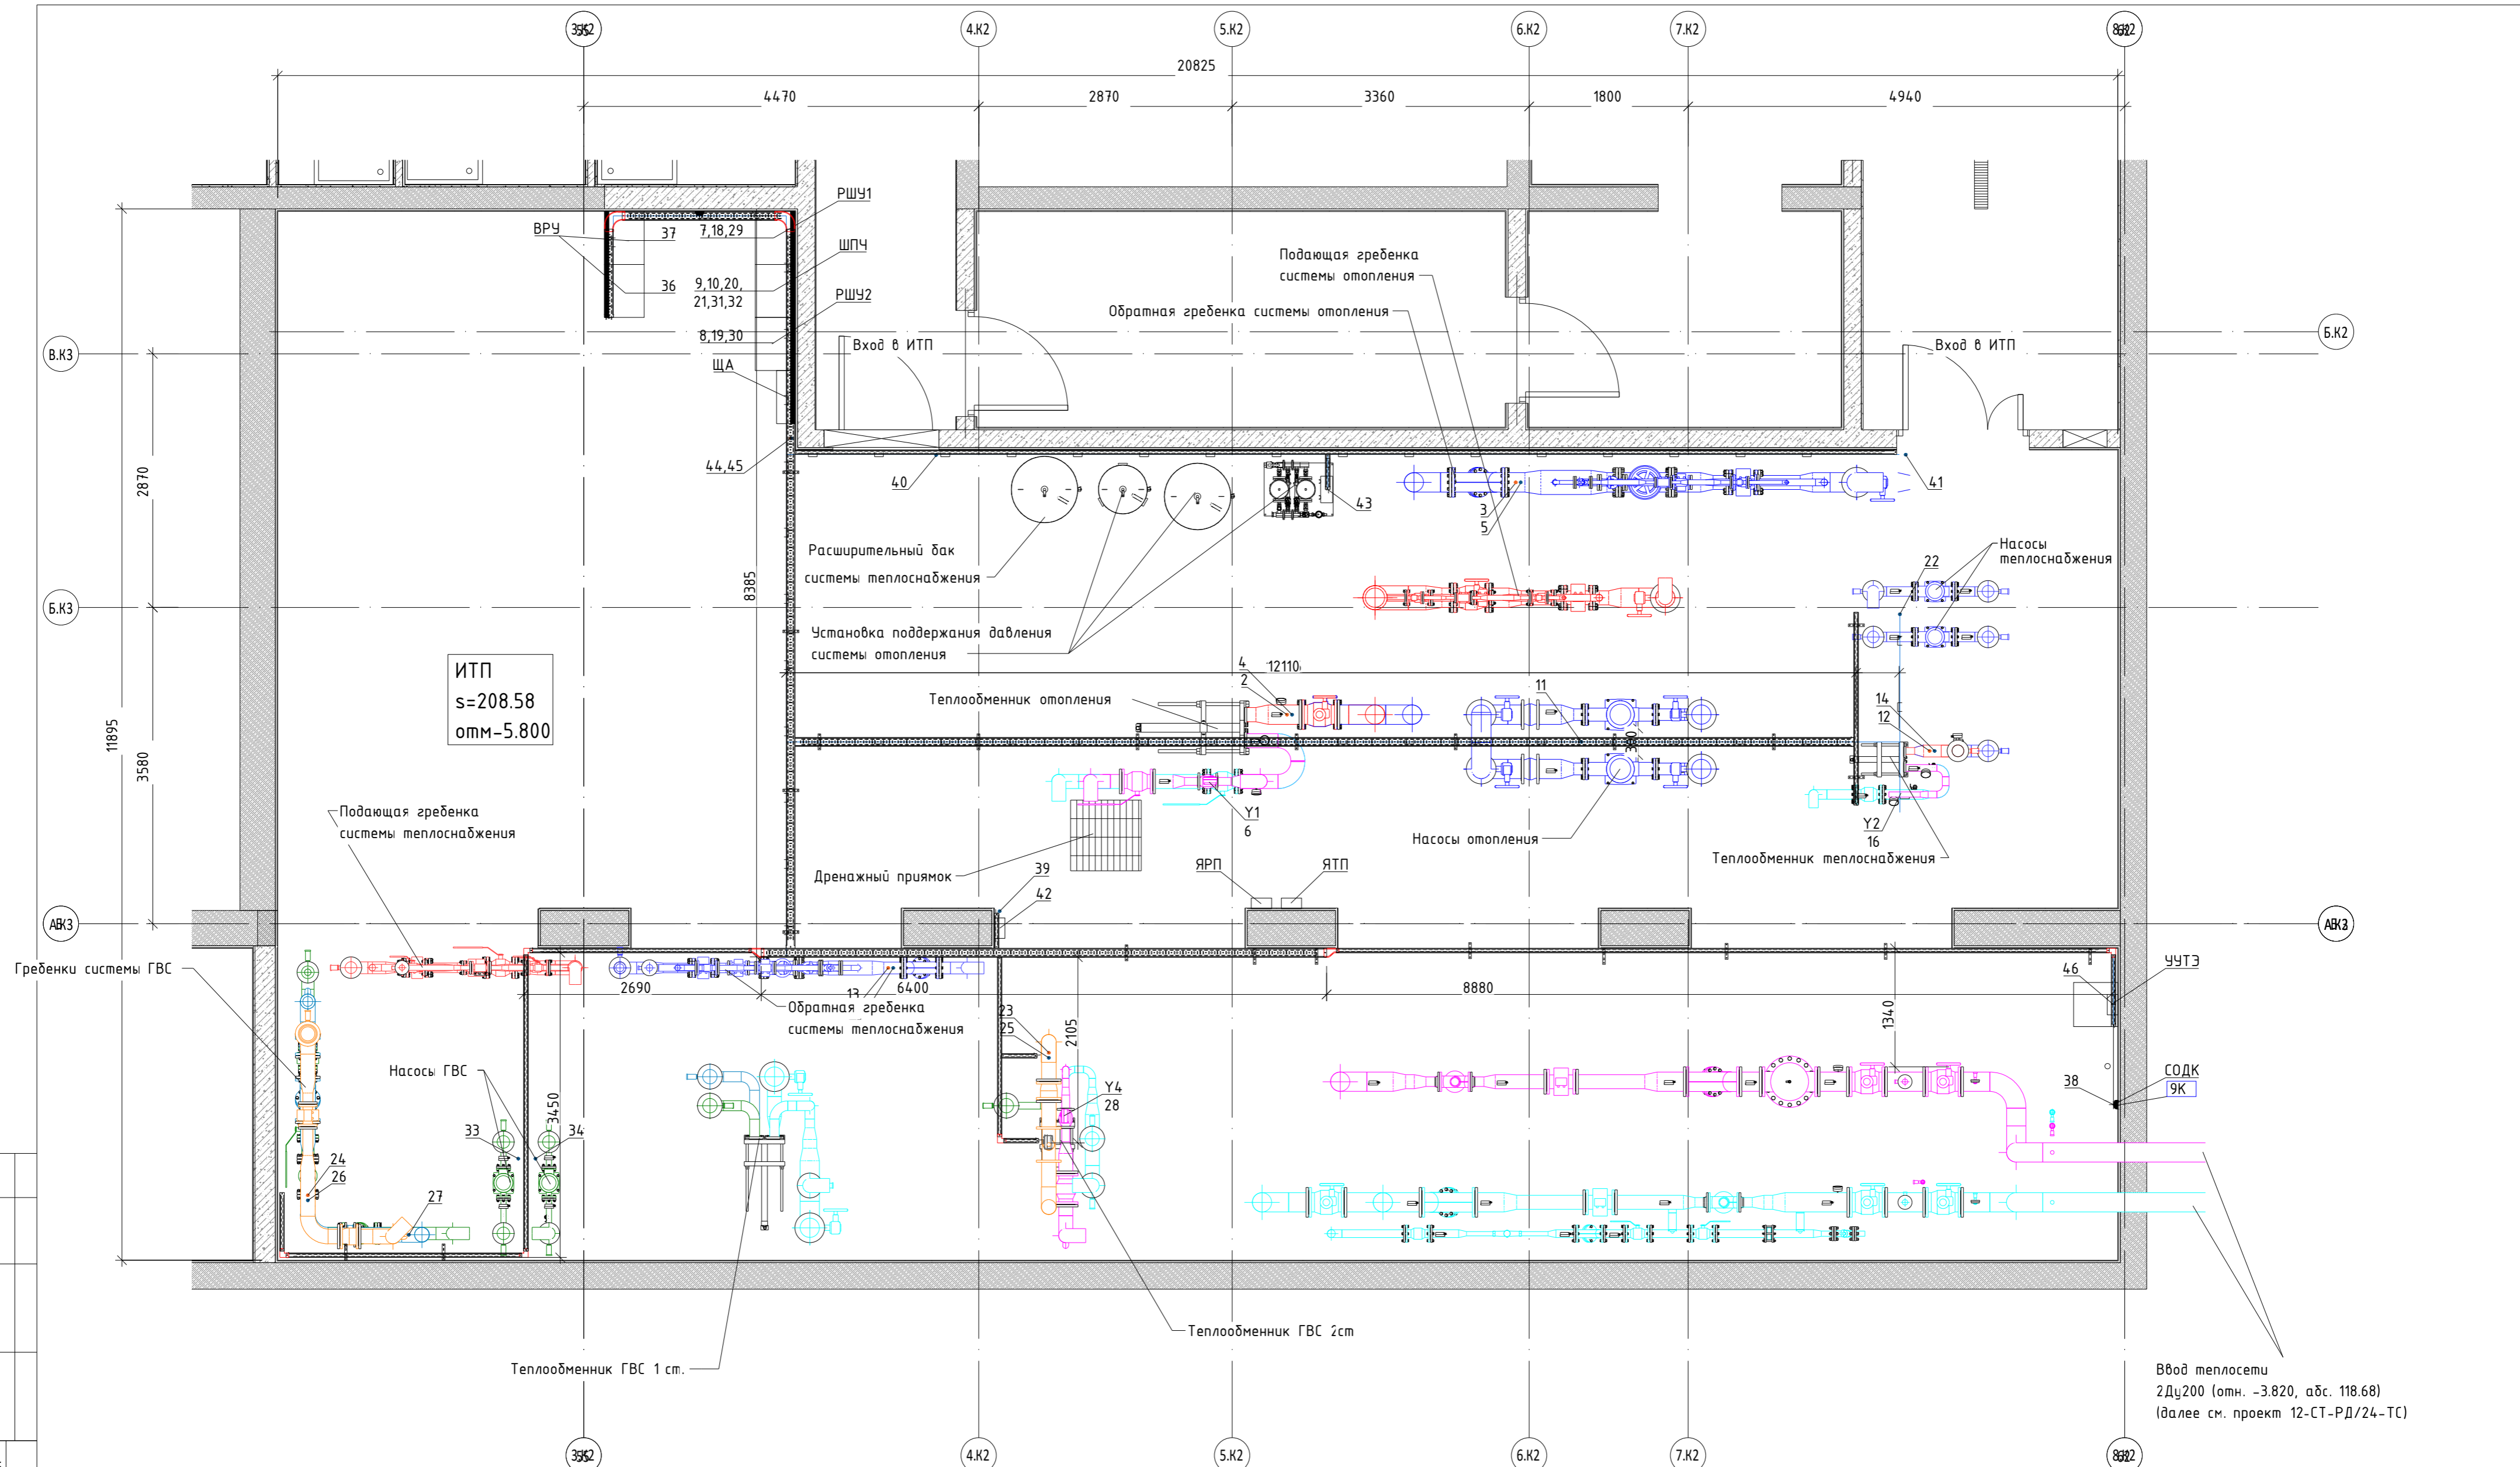 4.К2
5.К2
6.К2
7.К2
20825
4470
2870
3360
1800
4940
РШУ1
ВРУ
37
7,18,29
ШПЧ
36
9,10,20,
21,31,32
РШУ2
8,19,30
ЩА
Вход в ИТП
Подающая гребенка
системы отопления
Обратная гребенка системы отопления
Вход в ИТП
Б.К2
В.К3
2870
44,45
40
43
3
5
41
Расширительный бак
системы теплоснабжения
8385
22
Насосы
теплоснабжения
Б.К3
Установка поддержания давления
системы отопления
ИТП
s=208.58
отм-5.800
4
2
12110
Теплообменник отопления
11
14
12
300
11895
3580
Подающая гребенка
системы теплоснабжения
Y1
6
Насосы отопления
Y2
16
Теплообменник теплоснабжения
Дренажный приямок
39
42
ЯРП
ЯТП
Гребенки системы ГВС
2690
13
6400
8880
46
УУТЭ
Обратная гребенка
системы теплоснабжения
23
25
2105
1340
Насосы ГВС
3450
33
34
Y4
28
СОДК
9К
38
24
26
27
Теплообменник ГВС 2ст
Теплообменник ГВС 1 ст.
Ввод теплосети
2Ду200 (отн. -3.820, абс. 118.68)
(далее см. проект 12-СТ-РД/24-ТС)
4.К2
5.К2
6.К2
7.К2